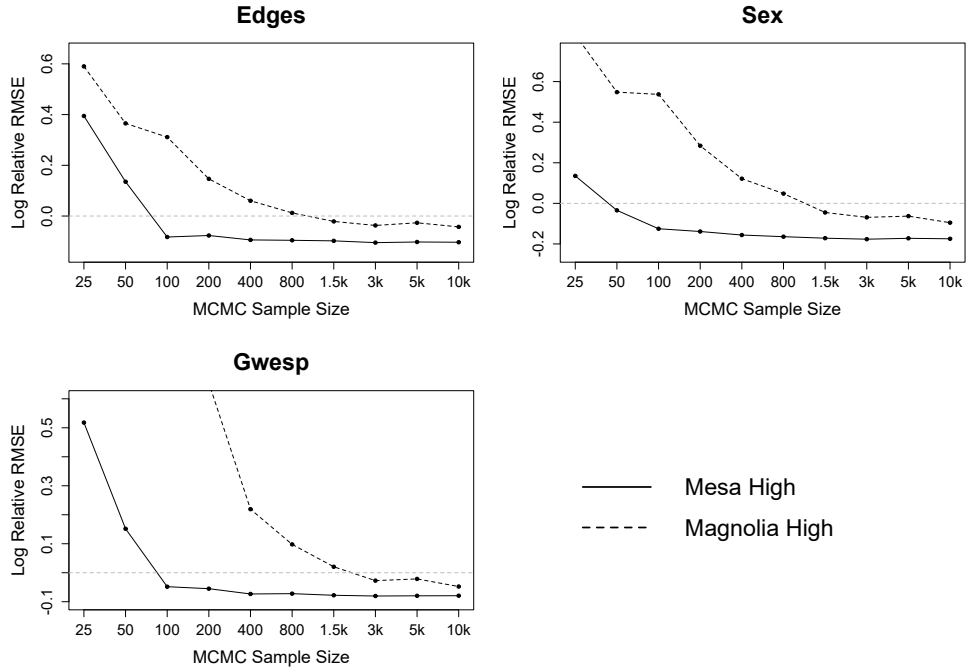 Edges
Log Relative RMSE
0.6
0.4
0.2
0.0
25 50 100 200 400 800 1.5k 3k 5k 10k
MCMC Sample Size
Sex
Log Relative RMSE
0.6
0.4
0.2
0.0
-0.2
25 50 100 200 400 800 1.5k 3k 5k 10k
MCMC Sample Size
Gwesp
Log Relative RMSE
0.5
0.3
0.1
-0.1
25 50 100 200 400 800 1.5k 3k 5k 10k
MCMC Sample Size
Mesa High
Magnolia High